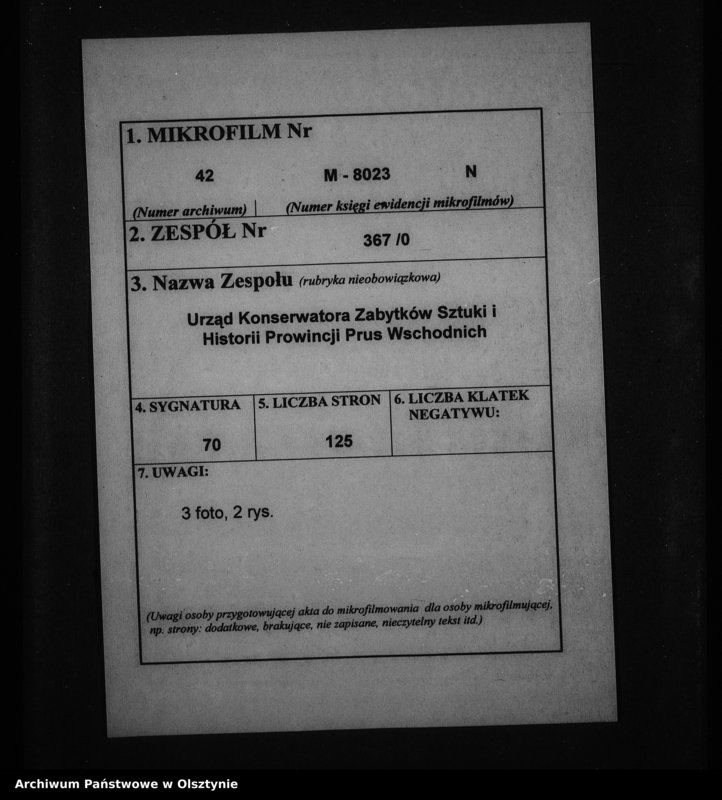 1. MIKROFILM Nr
42 M - 8023 N
(Numer archiwum) (Numer księgi ewidencji mikrofilmów)
2. ZESPÓŁ Nr
367 /0
3. Nazwa Zespołu (rubryka nieobowiązkowa)
Urząd Konserwatora Zabytków Sztuki i
Historii Prowincji Prus Wschodnich
4. SYGNATURA
70
5. LICZBA STRON
125
6. LICZBA KLATEK
NEGATYWU:
7. UWAGI:
3 foto, 2 rys.
(Uwagi osoby przygotowującej akta do mikrofilmowania dla osoby mikrofilmującej,
np. strony: dodatkowe, brakujące, nie zapisane, nieczytelny tekst itd.)
Archiwum Państwowe w Olsztynie